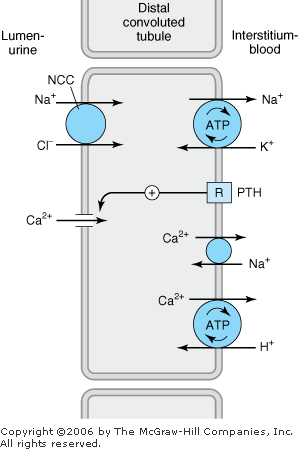 Distal
convoluted
tubule
Lumen-
urine
Interstitium-
blood
NCC
Na⁺
Cl⁻
ATP
Na⁺
K⁺
+
R
PTH
Ca²⁺
Ca²⁺
Na⁺
Ca²⁺
ATP
H⁺
Copyright ©2006 by The McGraw-Hill Companies, Inc.
All rights reserved.